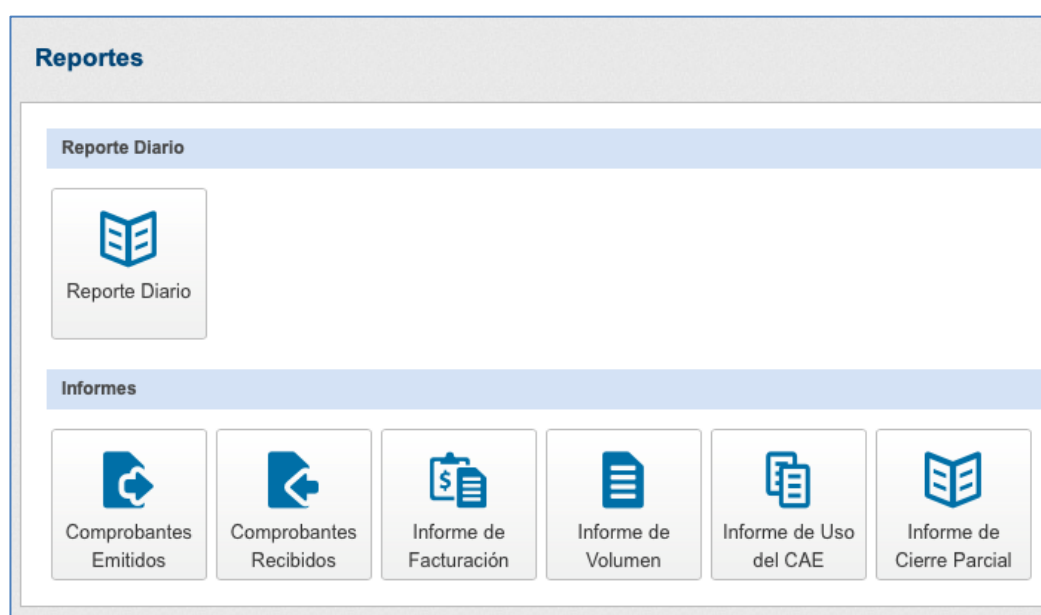 Reportes
Reporte Diario
Reporte Diario
Informes
Comprobantes
Emitidos
Comprobantes
Recibidos
$
Informe de
Facturación
Informe de
Volumen
Informe de Uso
del CAE
Informe de
Cierre Parcial